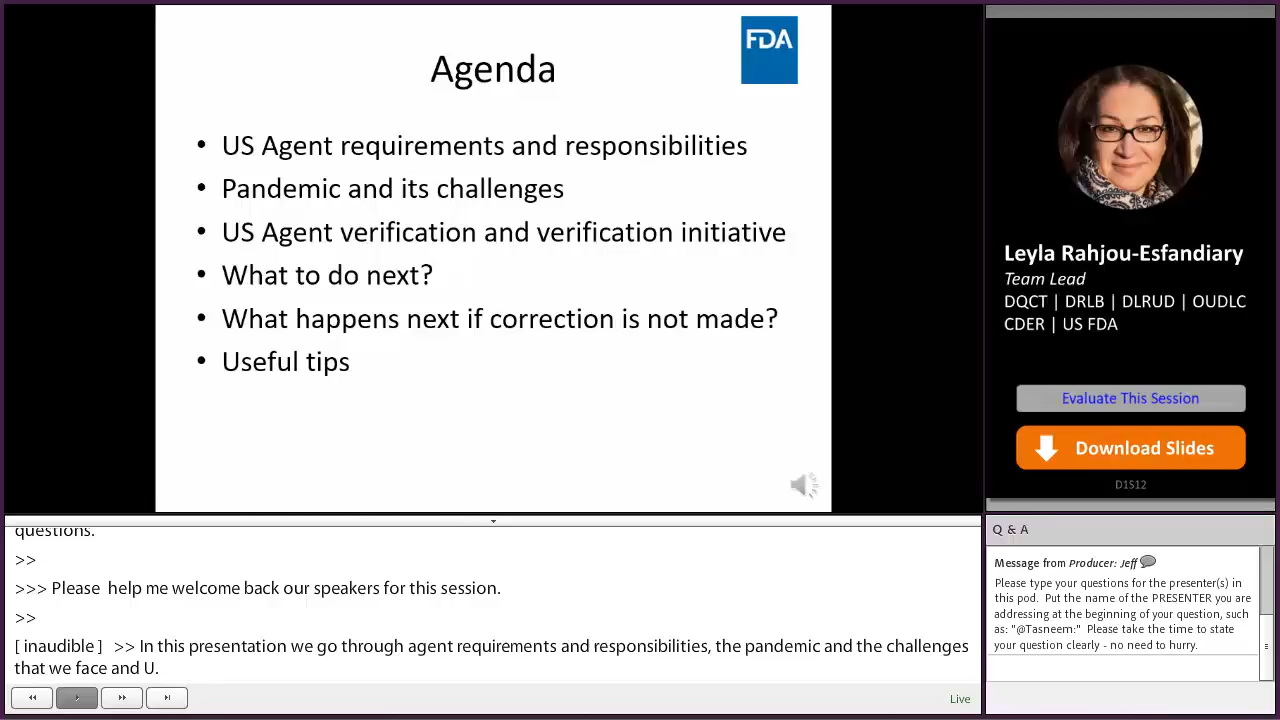 FDA
Agenda
• US Agent requirements and responsibilities
• Pandemic and its challenges
• US Agent verification and verification initiative
• What to do next?
• What happens next if correction is not made?
• Useful tips
Leyla Rahjou-Esfandiary
Team Lead
DQCT | DRLB | DLRUD | OUDLC
CDER | US FDA
Evaluate This Session
Download Slides
D1S12
questions.
>>
>>> Please help me welcome back our speakers for this session.
>>
[ inaudible ] >> In this presentation we go through agent requirements and responsibilities, the pandemic and the challenges
that we face and U.
Live
Q & A
Message from Producer: Jeff
Please type your questions for the presenter(s) in
this pod. Put the name of the PRESENTER you are
addressing at the beginning of your question, such
as: "@Tasneem:" Please take the time to state
your question clearly - no need to hurry.